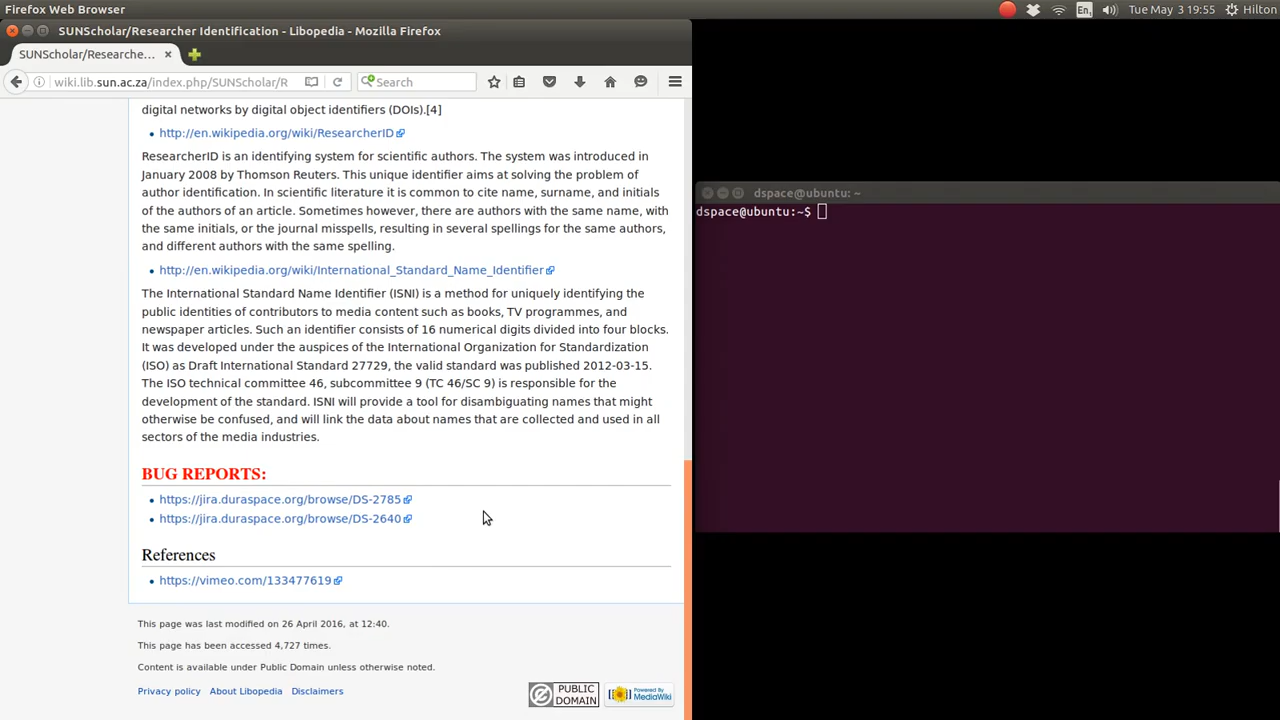 Firefox Web Browser
En1
Tue May 3 19:55
Hilton
SUNScholar/Researcher Identification - Libopedia - Mozilla Firefox
SUNScholar/Researche...
wiki.lib.sun.ac.za/index.php/SUNScholar/R
Search
digital networks by digital object identifiers (DOIs).[4]
http://en.wikipedia.org/wiki/ResearcherID
ResearcherID is an identifying system for scientific authors. The system was introduced in
January 2008 by Thomson Reuters. This unique identifier aims at solving the problem of
author identification. In scientific literature it is common to cite name, surname, and initials
of the authors of an article. Sometimes however, there are authors with the same name, with
the same initials, or the journal misspells, resulting in several spellings for the same authors,
and different authors with the same spelling.
http://en.wikipedia.org/wiki/International_Standard_Name_Identifier
The International Standard Name Identifier (ISNI) is a method for uniquely identifying the
public identities of contributors to media content such as books, TV programmes, and
newspaper articles. Such an identifier consists of 16 numerical digits divided into four blocks.
It was developed under the auspices of the International Organization for Standardization
(ISO) as Draft International Standard 27729, the valid standard was published 2012-03-15.
The ISO technical committee 46, subcommittee 9 (TC 46/SC 9) is responsible for the
development of the standard. ISNI will provide a tool for disambiguating names that might
otherwise be confused, and will link the data about names that are collected and used in all
sectors of the media industries.
BUG REPORTS:
https://jira.duraspace.org/browse/DS-2785
https://jira.duraspace.org/browse/DS-2640
References
https://vimeo.com/133477619
This page was last modified on 26 April 2016, at 12:40.
This page has been accessed 4,727 times.
Content is available under Public Domain unless otherwise noted.
Privacy policy About Libopedia Disclaimers
PUBLIC DOMAIN
Powered By MediaWiki
dspace@ubuntu: ~
dspace@ubuntu:~$